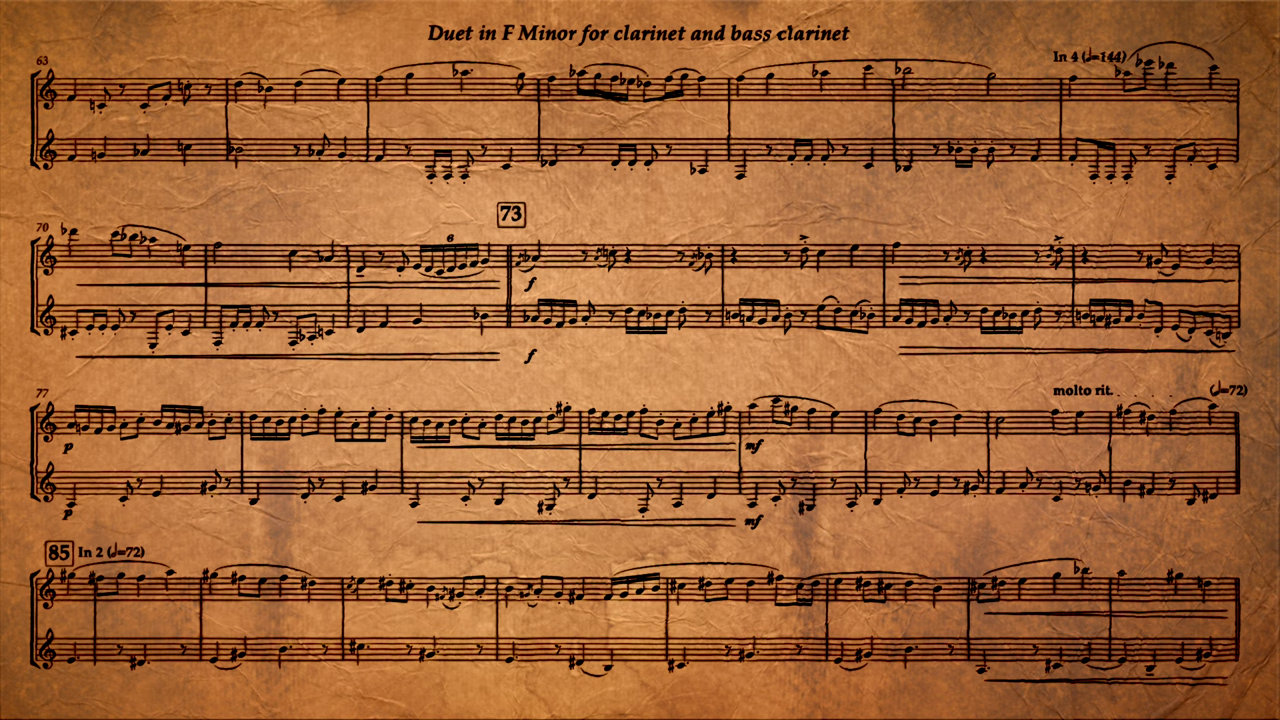 Duet in F Minor for clarinet and bass clarinet
63
In 4 (♩=144)
f
f
70
6
73
f
f
77
molto rit.
(𝅗𝅥=72)
p
p
mf
mf
85 In 2 (𝅗𝅥=72)